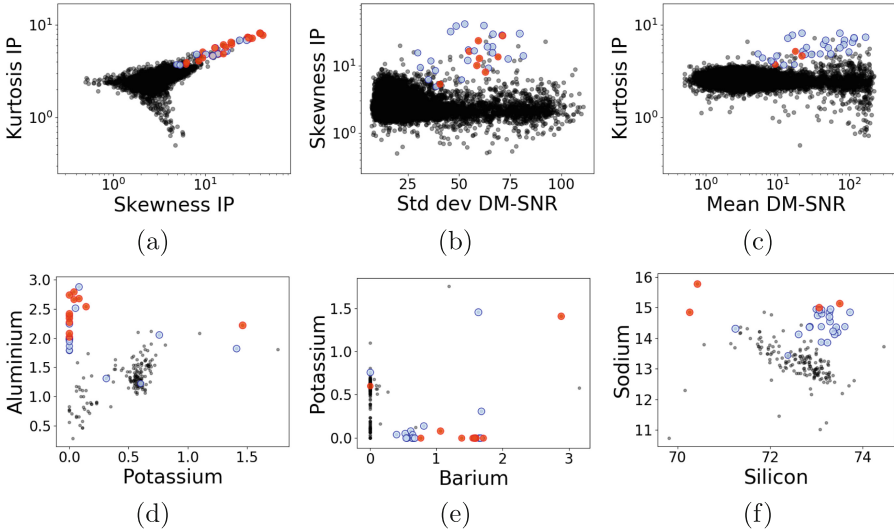 10¹
10⁰
Kurtosis IP
10⁰
10¹
Skewness IP
(a)
10¹
10⁰
Skewness IP
25
50
75
100
Std dev DM-SNR
(b)
10¹
10⁰
Kurtosis IP
10⁰
10¹
10²
Mean DM-SNR
(c)
3.0
2.5
2.0
1.5
1.0
0.5
Aluminium
0.0
0.5
1.0
1.5
Potassium
(d)
1.5
1.0
0.5
0.0
Potassium
0
1
2
3
Barium
(e)
16
15
14
13
12
11
Sodium
70
72
74
Silicon
(f)